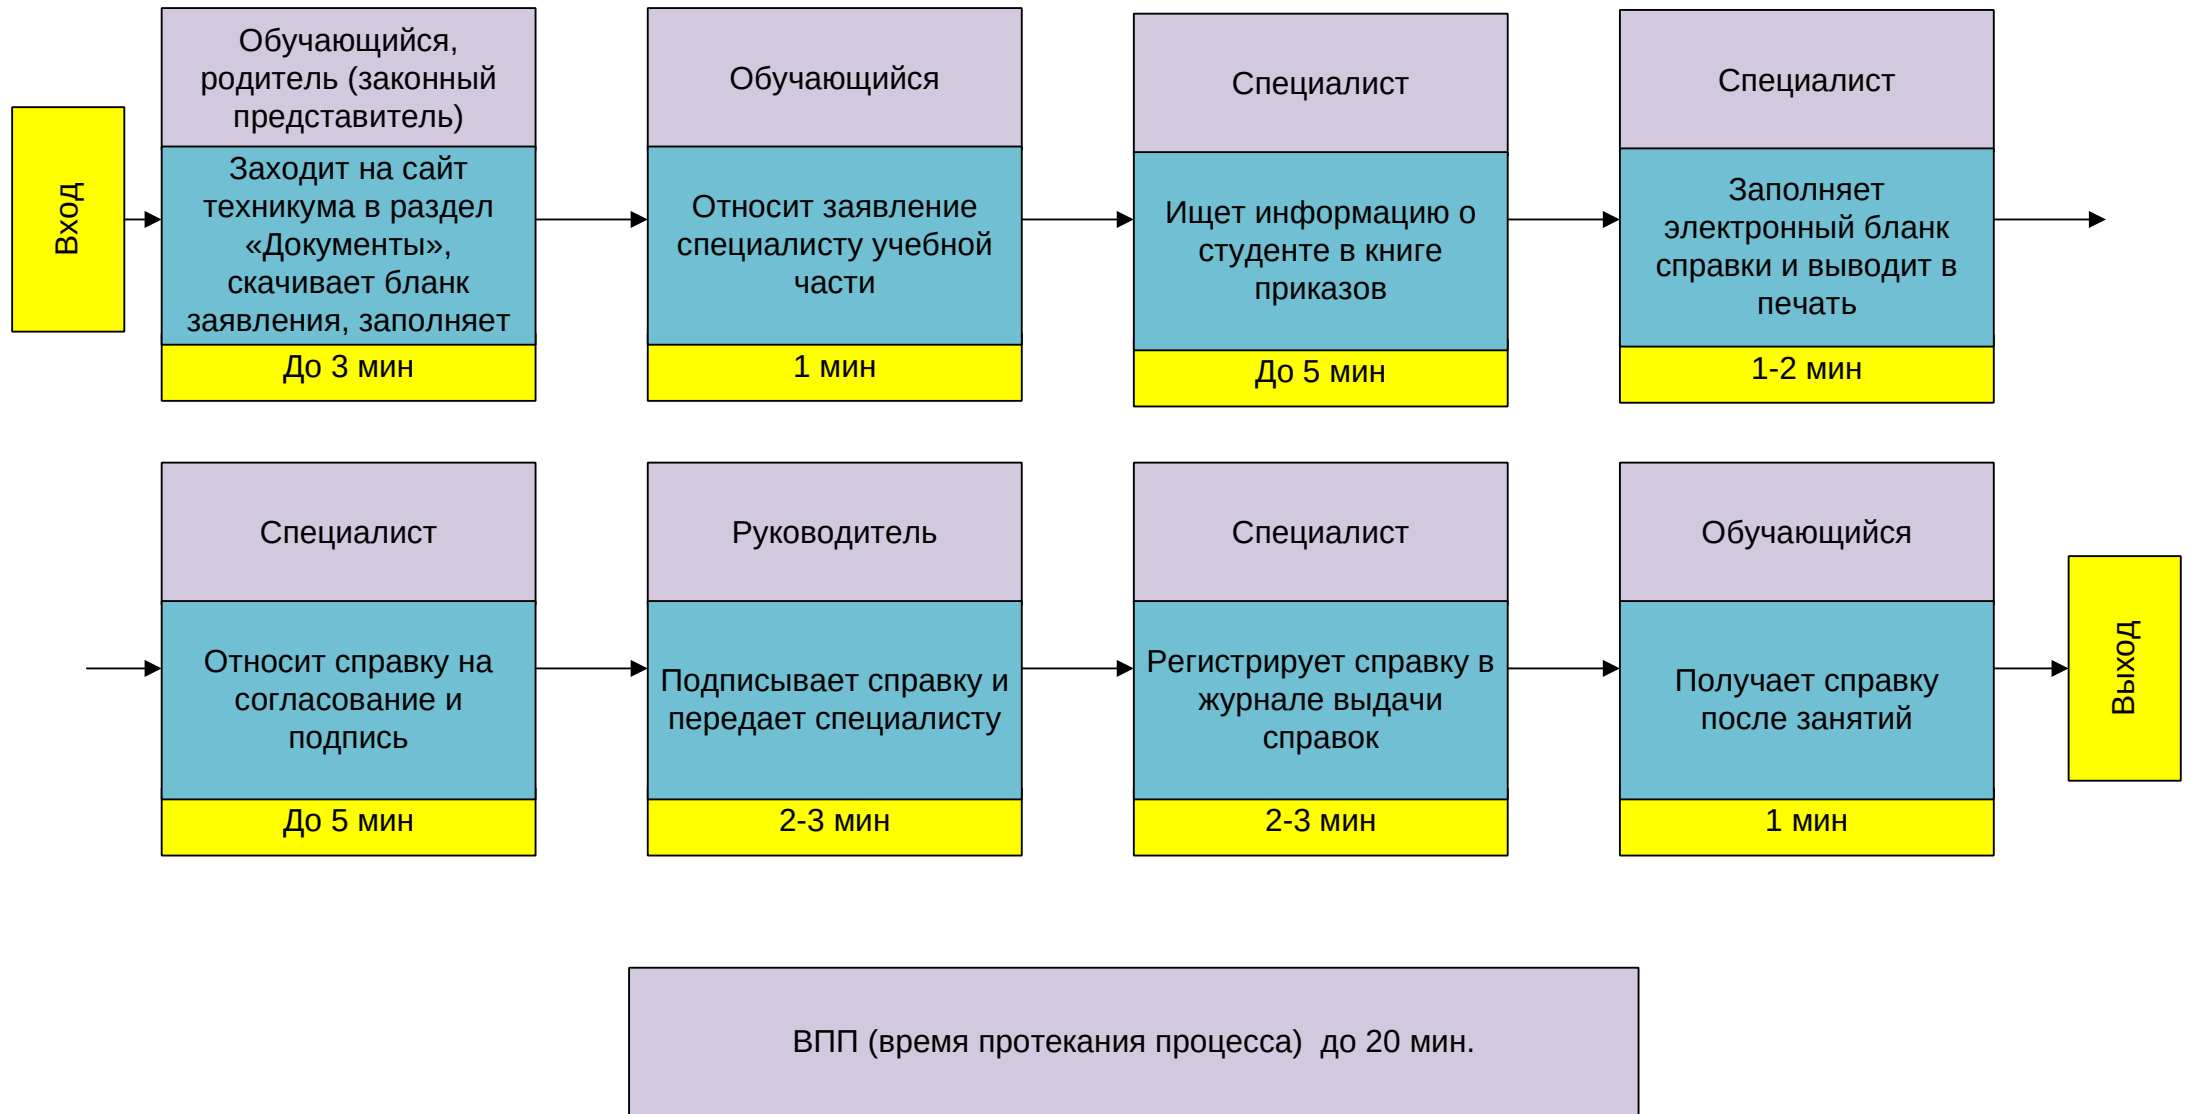 Вход
Обучающийся,
родитель (законный
представитель)
Заходит на сайт
техникума в раздел
«Документы»,
скачивает бланк
заявления, заполняет
До 3 мин
Обучающийся
Относит заявление
специалисту учебной
части
1 мин
Специалист
Ищет информацию о
студенте в книге
приказов
До 5 мин
Специалист
Заполняет
электронный бланк
справки и выводит в
печать
1-2 мин
Специалист
Относит справку на
согласование и
подпись
До 5 мин
Руководитель
Подписывает справку и
передает специалисту
2-3 мин
Специалист
Регистрирует справку в
журнале выдачи
справок
2-3 мин
Обучающийся
Получает справку
после занятий
1 мин
Выход
ВПП (время протекания процесса)  до 20 мин.